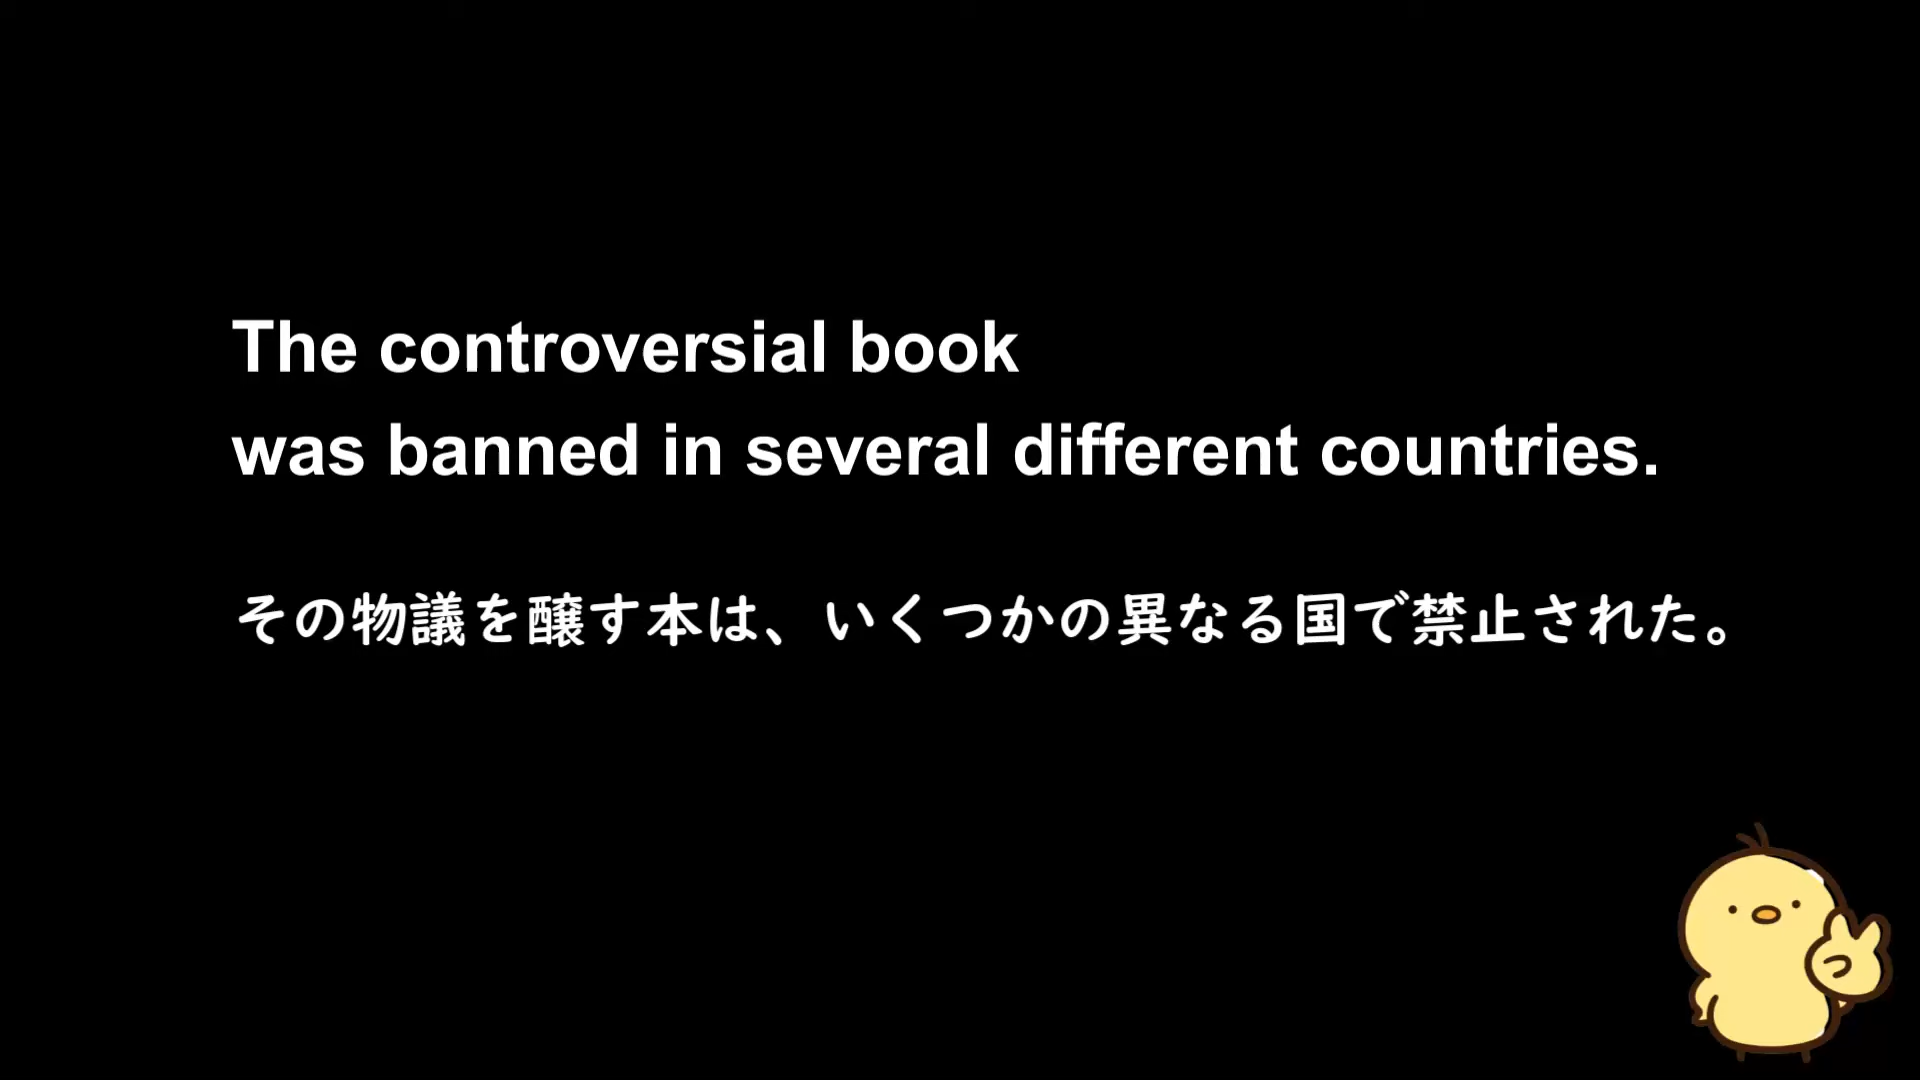 The controversial book
was banned in several different countries.
その物議を醸す本は、いくつかの異なる国で禁止された。